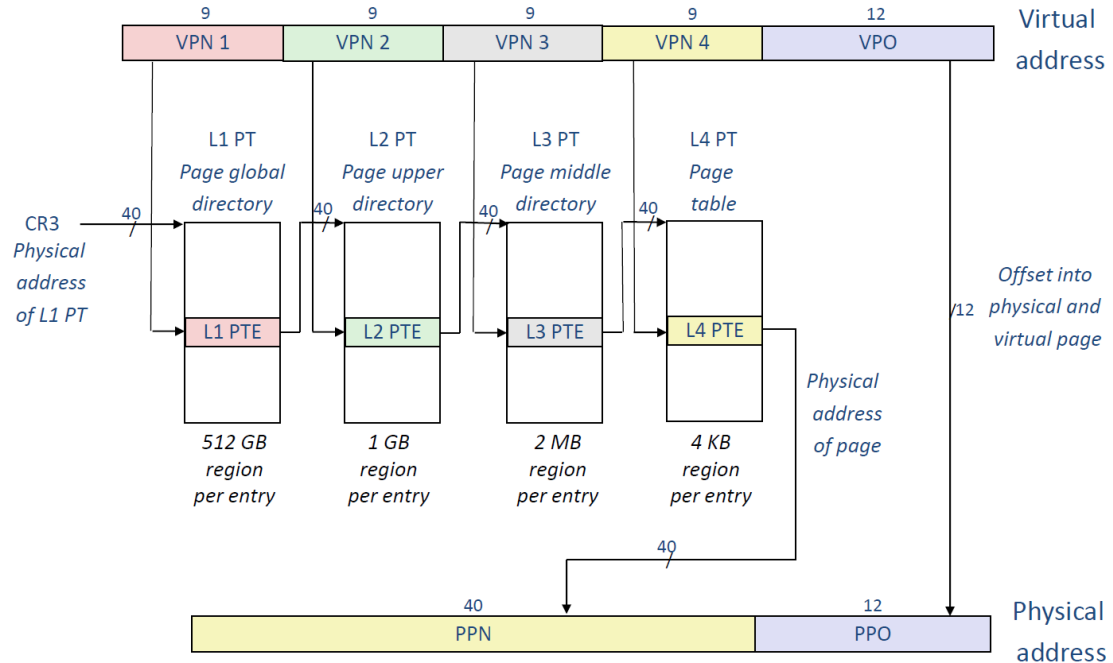 9 9 9 9 12
VPN 1 VPN 2 VPN 3 VPN 4 VPO
Virtual
address
L1 PT
Page global
directory
L2 PT
Page upper
directory
L3 PT
Page middle
directory
L4 PT
Page
table
CR3
Physical
address
of L1 PT
40
40
40
40
L1 PTE
L2 PTE
L3 PTE
L4 PTE
/12
Offset into
physical and
virtual page
Physical
address
of page
512 GB
region
per entry
1 GB
region
per entry
2 MB
region
per entry
4 KB
region
per entry
40
40 12
PPN PPO
Physical
address